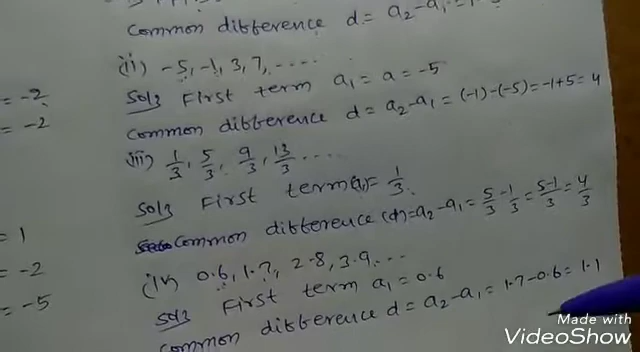 common difference d = a₂-a₁ = 1-
(ii) -5, -1, 3, 7, ....
Sol: First term a₁ = a = -5
= -2
common difference d = a₂-a₁ = (-1)-(-5) = -1+5 = 4
= -2
(iii) 1/3, 5/3, 9/3, 13/3 ....
Sol: First term (a₁) = 1/3.
Common difference (d) = a₂-a₁ = 5/3 - 1/3 = 5-1/3 = 4/3
= 1
(iv) 0.6, 1.7, 2.8, 3.9...
= -2
Sol: First term a₁ = 0.6
= -5
common difference d = a₂-a₁ = 1.7-0.6 = 1.1
Made with
VideoShow